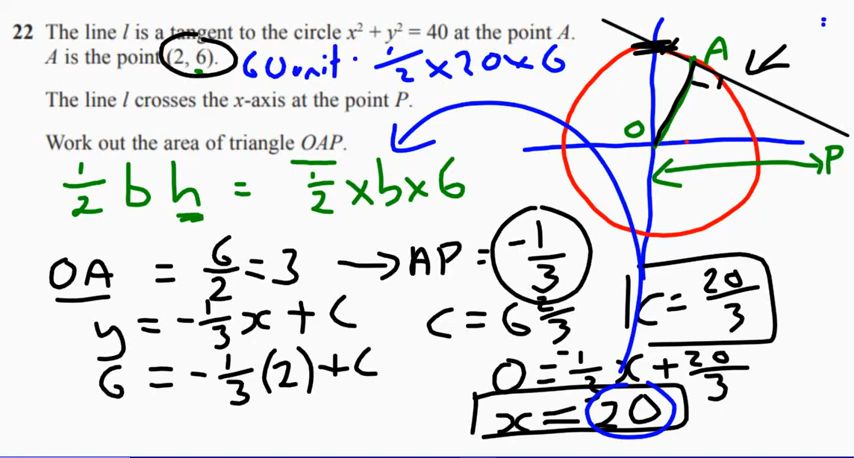 22 The line l is a tangent to the circle x² + y² = 40 at the point A.
A is the point (2, 6). 60unit. 1/2 × 20 × 6
The line l crosses the x-axis at the point P.
Work out the area of triangle OAP.
1/2 b h = 1/2 × b × 6
A
O
P
OA = 6/2 = 3 → AP = -1/3
y = -1/3 x + c
c = 6 2/3
c = 20/3
6 = -1/3 (2) + c
0 = -1/3 x + 20/3
x = 20